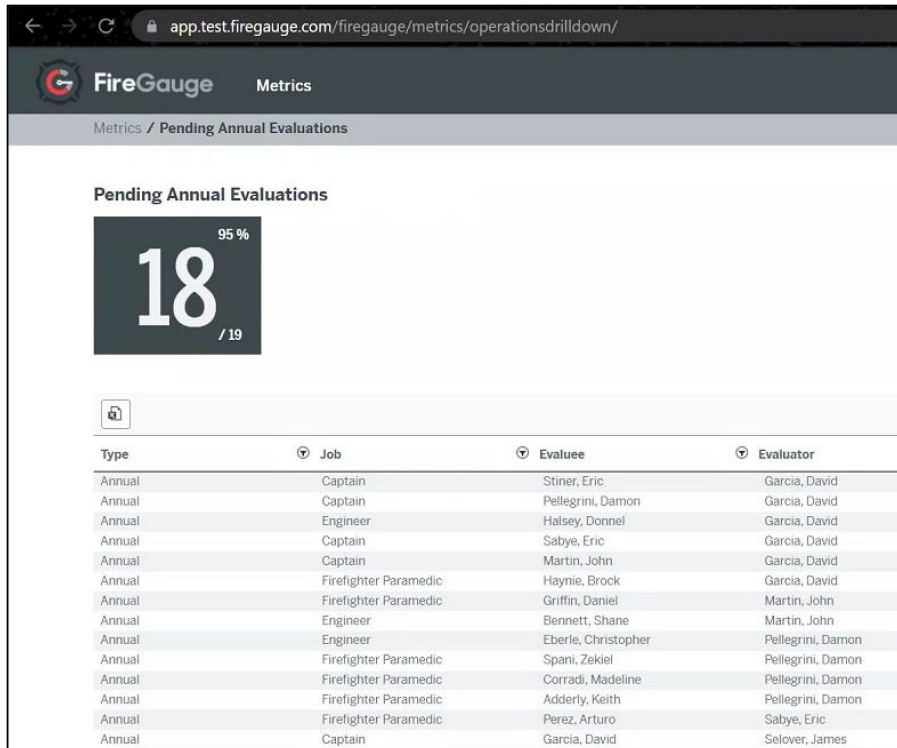 app.test.firegauge.com/firegauge/metrics/operationsdrilldown/
FireGauge Metrics
Metrics / Pending Annual Evaluations
Pending Annual Evaluations
95 %
18
/ 19
Type Job Evaluee Evaluator
Annual Captain Stiner, Eric Garcia, David
Annual Captain Pellegrini, Damon Garcia, David
Annual Engineer Halsey, Donnel Garcia, David
Annual Captain Sabye, Eric Garcia, David
Annual Captain Martin, John Garcia, David
Annual Firefighter Paramedic Haynie, Brock Garcia, David
Annual Firefighter Paramedic Griffin, Daniel Martin, John
Annual Engineer Bennett, Shane Martin, John
Annual Engineer Eberle, Christopher Pellegrini, Damon
Annual Firefighter Paramedic Spani, Zekiel Pellegrini, Damon
Annual Firefighter Paramedic Corradi, Madeline Pellegrini, Damon
Annual Firefighter Paramedic Adderly, Keith Pellegrini, Damon
Annual Firefighter Paramedic Perez, Arturo Sabye, Eric
Annual Captain Garcia, David Selover, James